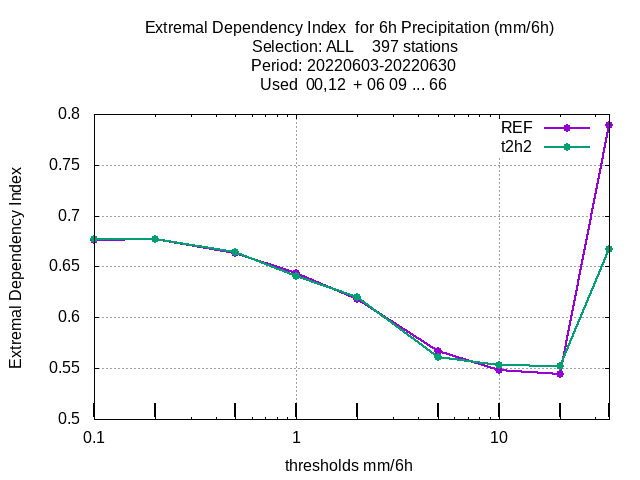 Extremal Dependency Index  for 6h Precipitation (mm/6h)
Selection: ALL    397 stations
Period: 20220603-20220630
Used  00,12  + 06 09 ... 66
REF
t2h2
Extremal Dependency Index
0.8
0.75
0.7
0.65
0.6
0.55
0.5
0.1
1
10
thresholds mm/6h